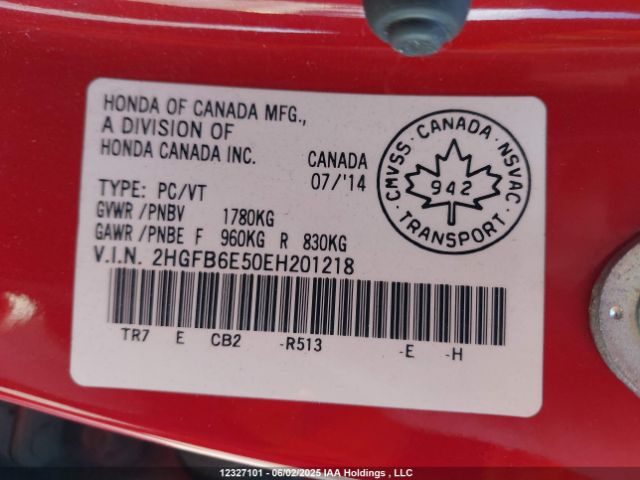 HONDA OF CANADA MFG.,
A DIVISION OF
HONDA CANADA INC.
CANADA
07/'14
TYPE: PC/VT
GVWR /PNBV 1780KG
GAWR /PNBE F 960KG R 830KG
V.I.N. 2HGFB6E50EH201218
TR7 E CB2 -R513 -E -H
CMVSS · CANADA · NSVAC
942
TRANSPORT
12327101 - 06/02/2025 IAA Holdings , LLC